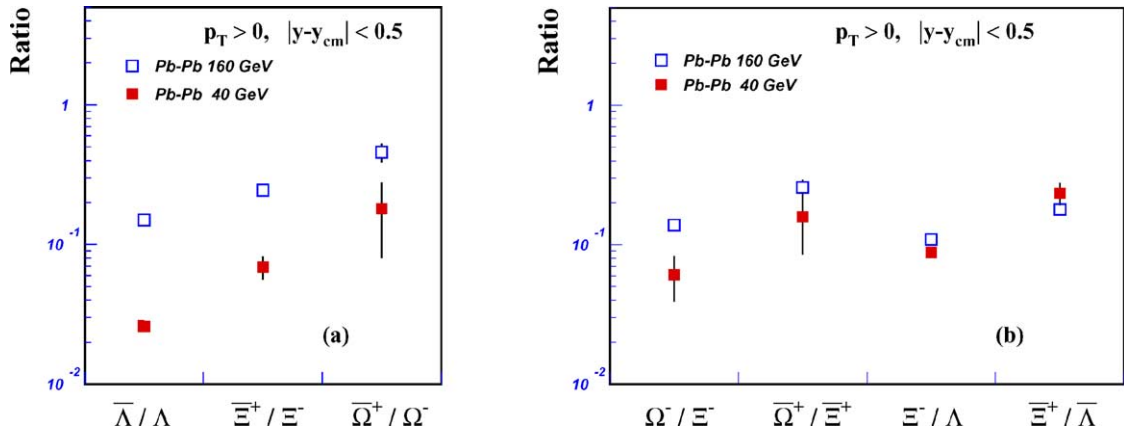 Ratio
p_T > 0, |y-y_cm| < 0.5
Pb-Pb 160 GeV
Pb-Pb 40 GeV
1
10^-1
10^-2
(a)
Λ̅ / Λ Ξ̅⁺ / Ξ⁻ Ω̅⁺ / Ω⁻
Ratio
p_T > 0, |y-y_cm| < 0.5
Pb-Pb 160 GeV
Pb-Pb 40 GeV
1
10^-1
10^-2
(b)
Ω⁻ / Ξ⁻ Ω̅⁺ / Ξ̅⁺ Ξ⁻ / Λ Ξ̅⁺ / Λ̅